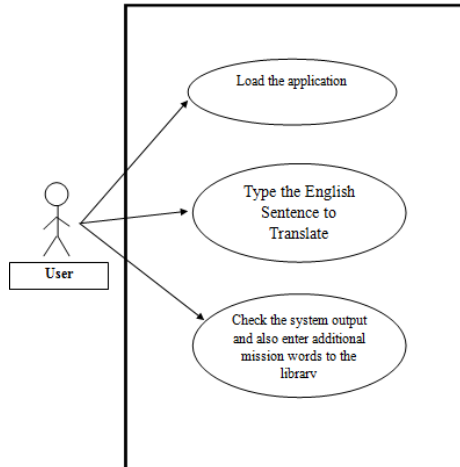 Load the application
Type the English
Sentence to
Translate
User
Check the system output
and also enter additional
mission words to the
library